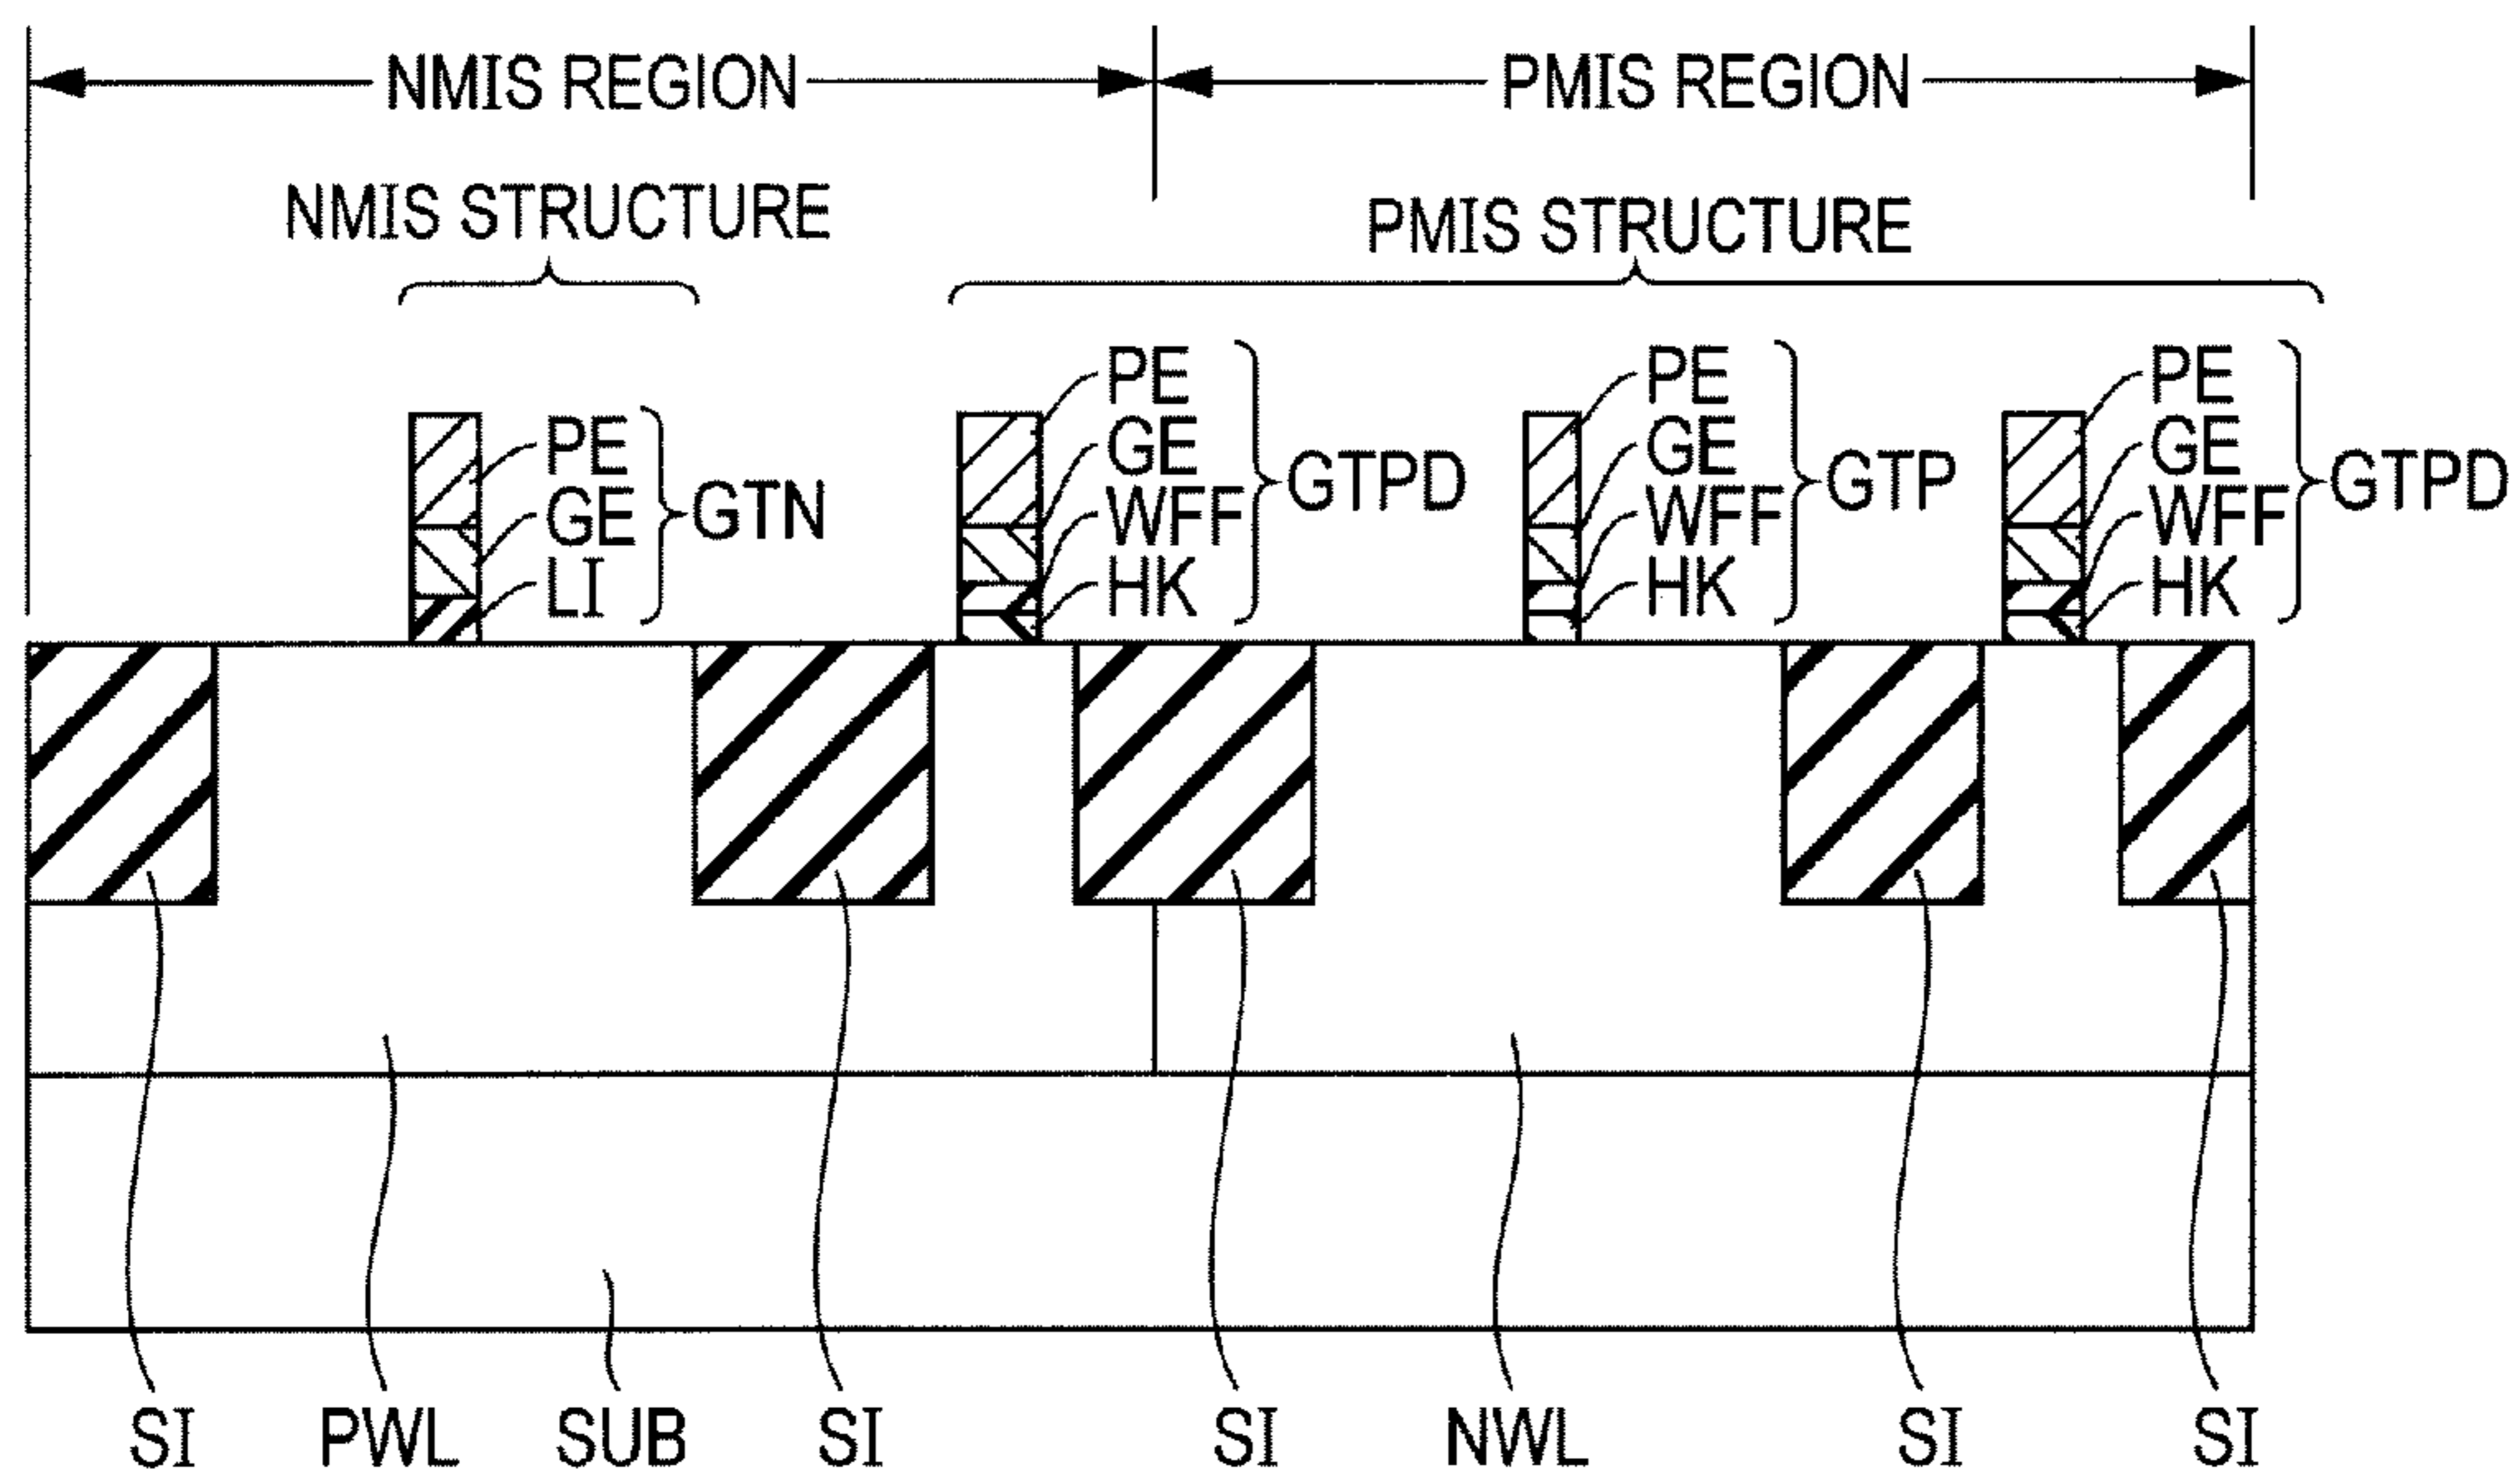 NMIS REGION PMIS REGION
NMIS STRUCTURE PMIS STRUCTURE
PE
GE
LI
GTN
PE
GE
WFF
HK
GTPD
PE
GE
WFF
HK
GTP
PE
GE
WFF
HK
GTPD
SI PWL SUB SI SI NWL SI SI